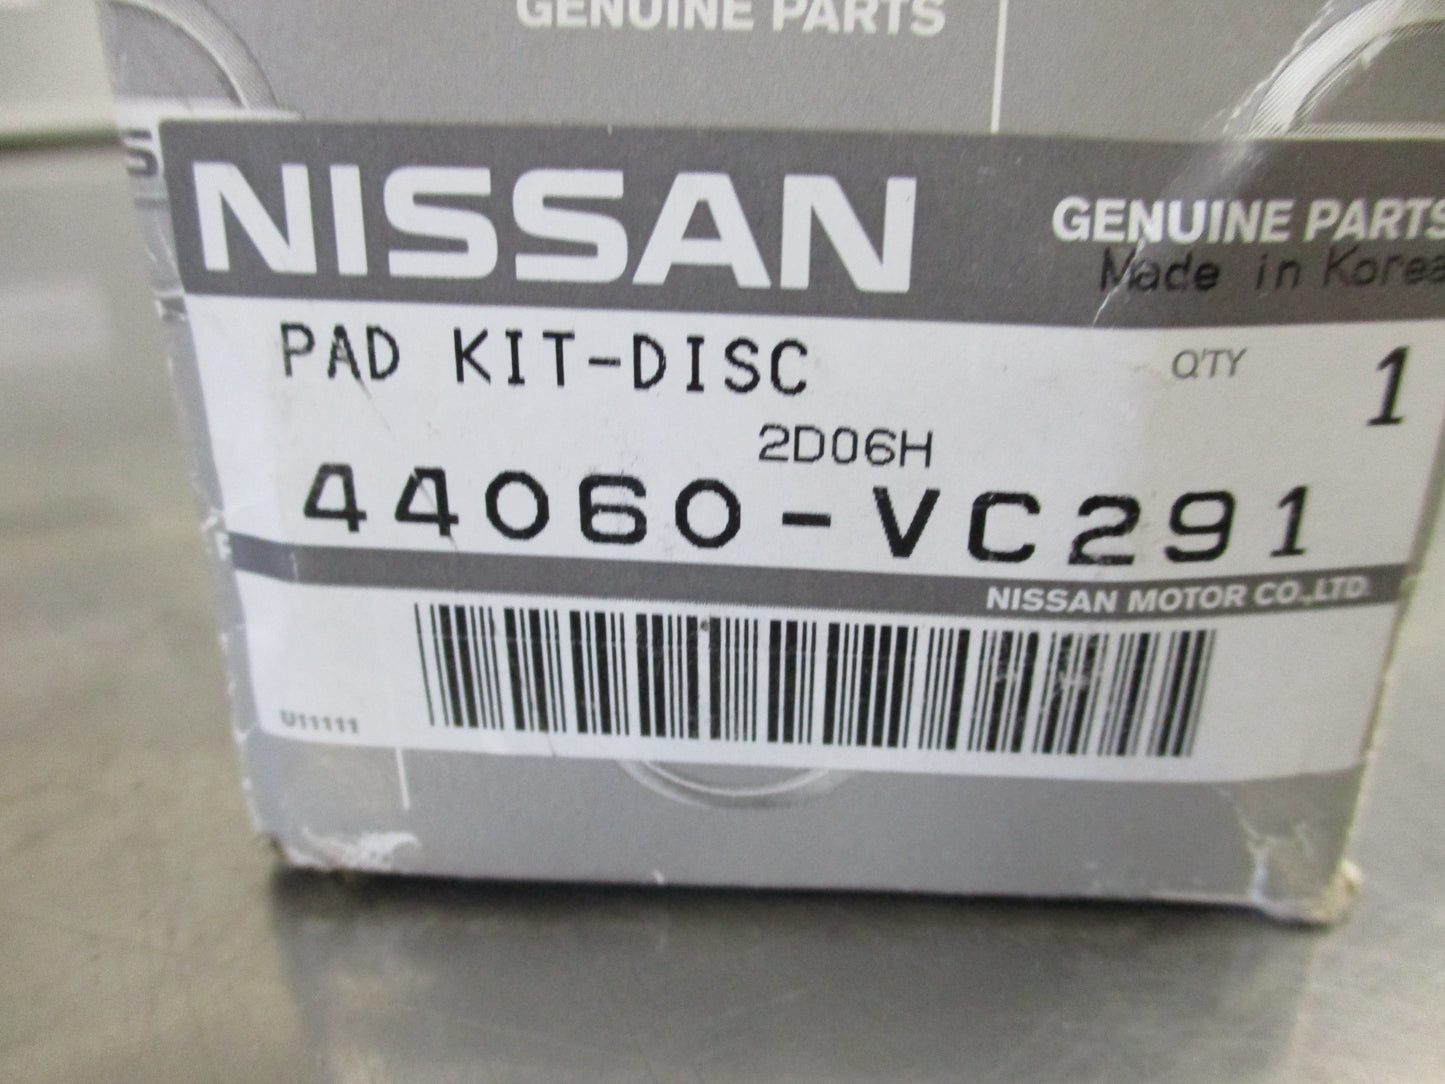 GENUINE PARTS
S
NISSAN
GENUINE PARTS
Made in Korea
PAD KIT-DISC
Q'TY 1
2D06H
44060-VC291
NISSAN MOTOR CO.,LTD.
U11111